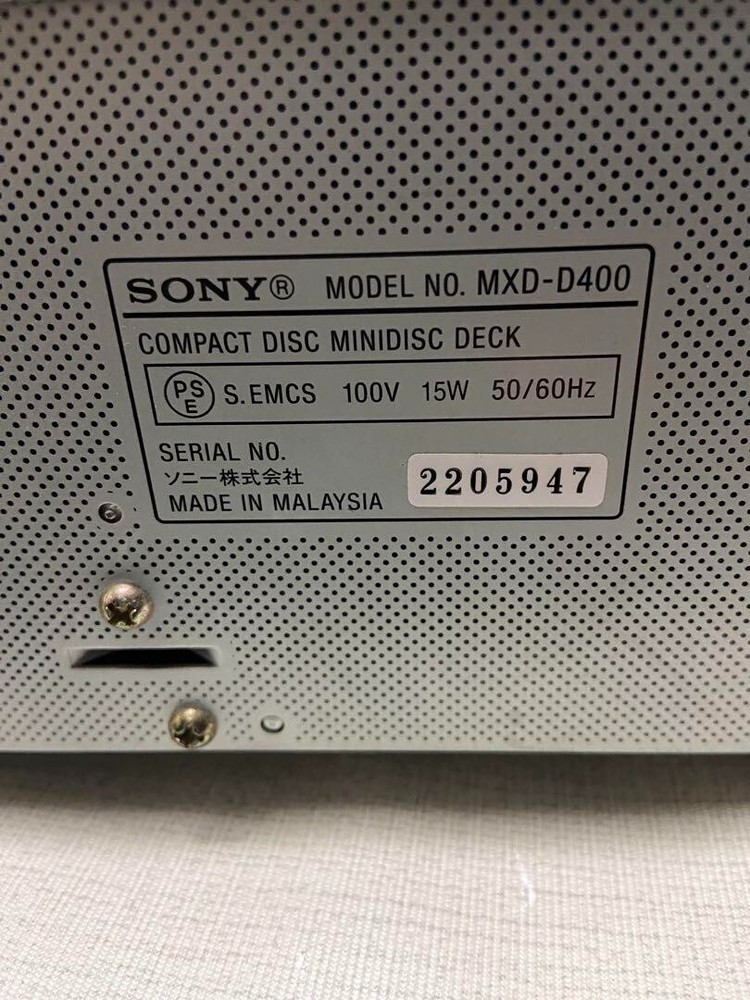 SONY® MODEL NO. MXD-D400
COMPACT DISC MINIDISC DECK
PSE S.EMCS 100V 15W 50/60Hz
SERIAL NO.
ソニー株式会社
MADE IN MALAYSIA 2205947
6